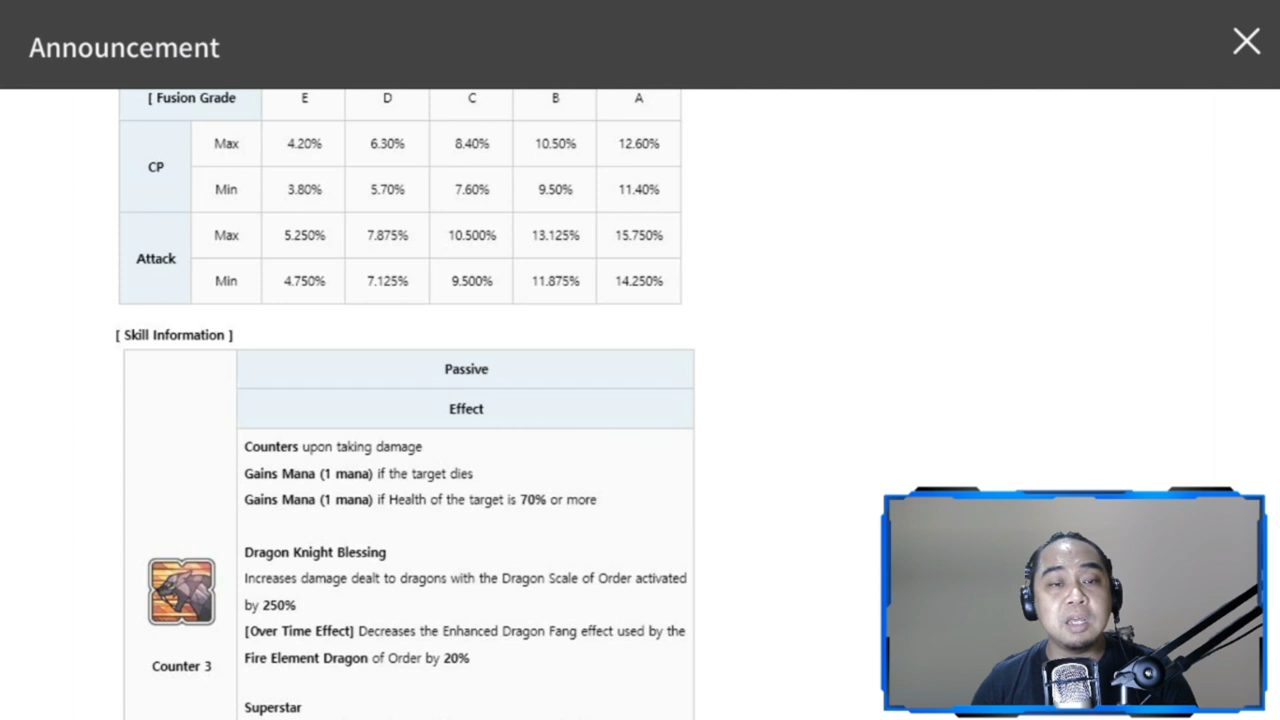 Announcement
[ Fusion Grade E D C B A
CP Max 4.20% 6.30% 8.40% 10.50% 12.60%
Min 3.80% 5.70% 7.60% 9.50% 11.40%
Attack Max 5.250% 7.875% 10.500% 13.125% 15.750%
Min 4.750% 7.125% 9.500% 11.875% 14.250%
[ Skill Information ]
Passive
Effect
Counters upon taking damage
Gains Mana (1 mana) if the target dies
Gains Mana (1 mana) if Health of the target is 70% or more
Dragon Knight Blessing
Increases damage dealt to dragons with the Dragon Scale of Order activated
by 250%
[Over Time Effect] Decreases the Enhanced Dragon Fang effect used by the
Fire Element Dragon of Order by 20%
Counter 3
Superstar